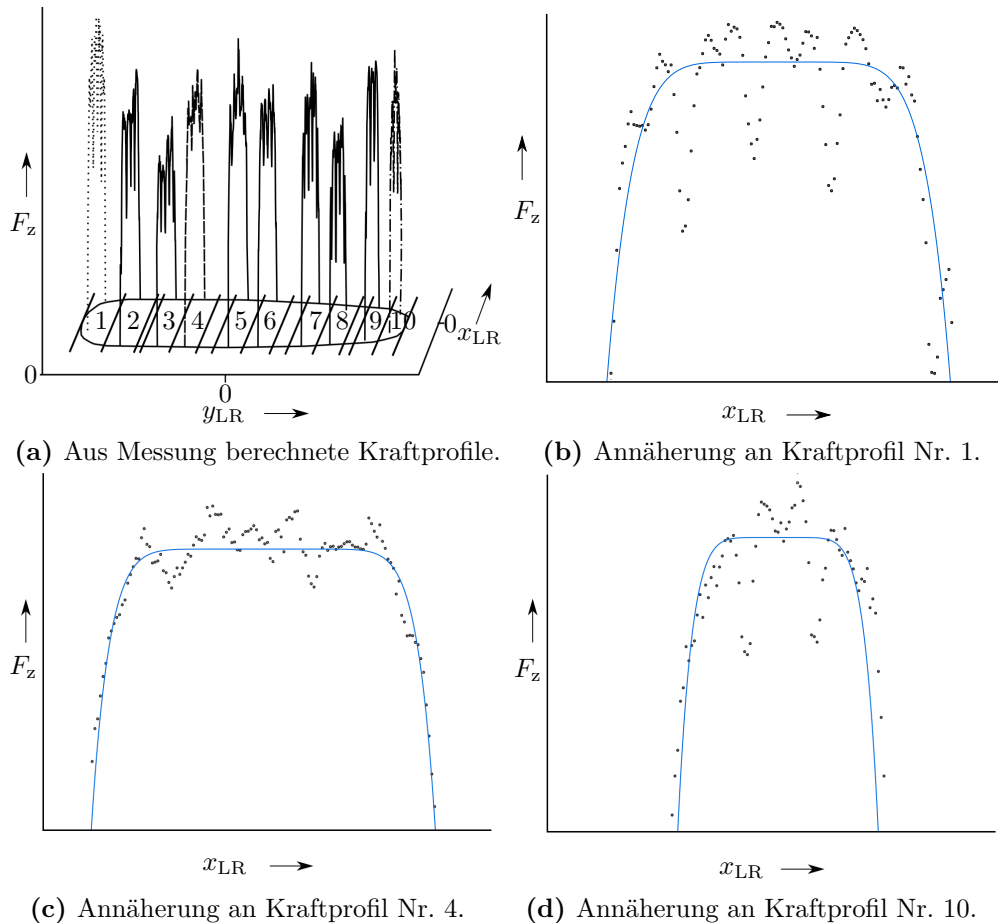 F_z
1 2 3 4 5 6 7 8 9 10
0
x_LR
0
0
y_LR
(a) Aus Messung berechnete Kraftprofile.
F_z
x_LR
(b) Annäherung an Kraftprofil Nr. 1.
F_z
x_LR
(c) Annäherung an Kraftprofil Nr. 4.
F_z
x_LR
(d) Annäherung an Kraftprofil Nr. 10.